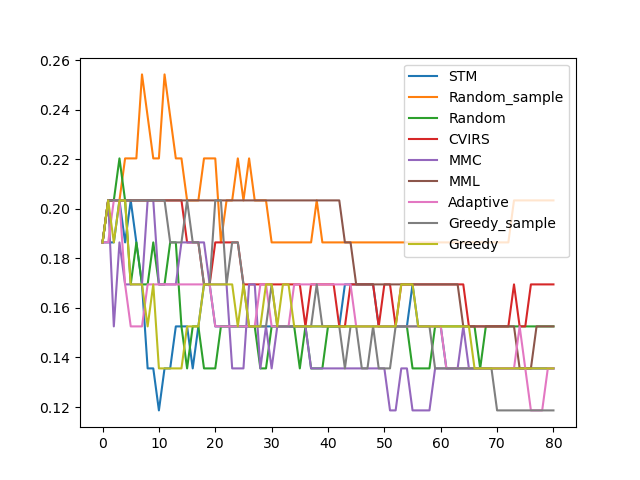 0.26
0.24
0.22
0.20
0.18
0.16
0.14
0.12
0 10 20 30 40 50 60 70 80
STM
Random_sample
Random
CVIRS
MMC
MML
Adaptive
Greedy_sample
Greedy